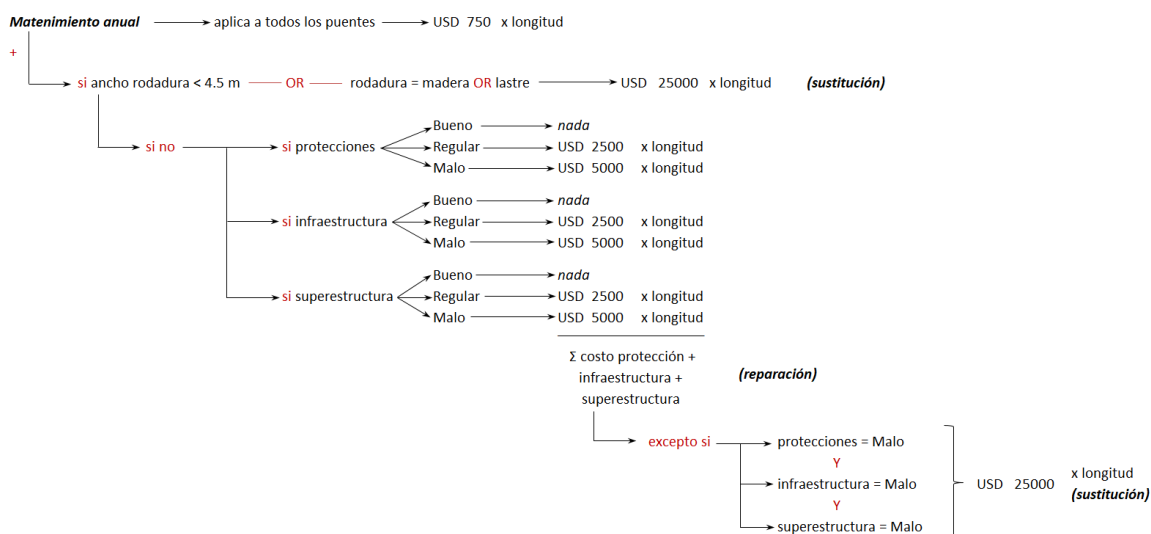 Matenimiento anual aplica a todos los puentes USD 750 x longitud
+
si ancho rodadura < 4.5 m OR rodadura = madera OR lastre USD 25000 x longitud (sustitución)
Bueno nada
si no si protecciones Regular USD 2500 x longitud
Malo USD 5000 x longitud
Bueno nada
si infraestructura Regular USD 2500 x longitud
Malo USD 5000 x longitud
Bueno nada
si superestructura Regular USD 2500 x longitud
Malo USD 5000 x longitud
Σ costo protección +
infraestructura +
superestructura
(reparación)
excepto si protecciones = Malo
Y
infraestructura = Malo
Y
superestructura = Malo
USD 25000 x longitud
(sustitución)